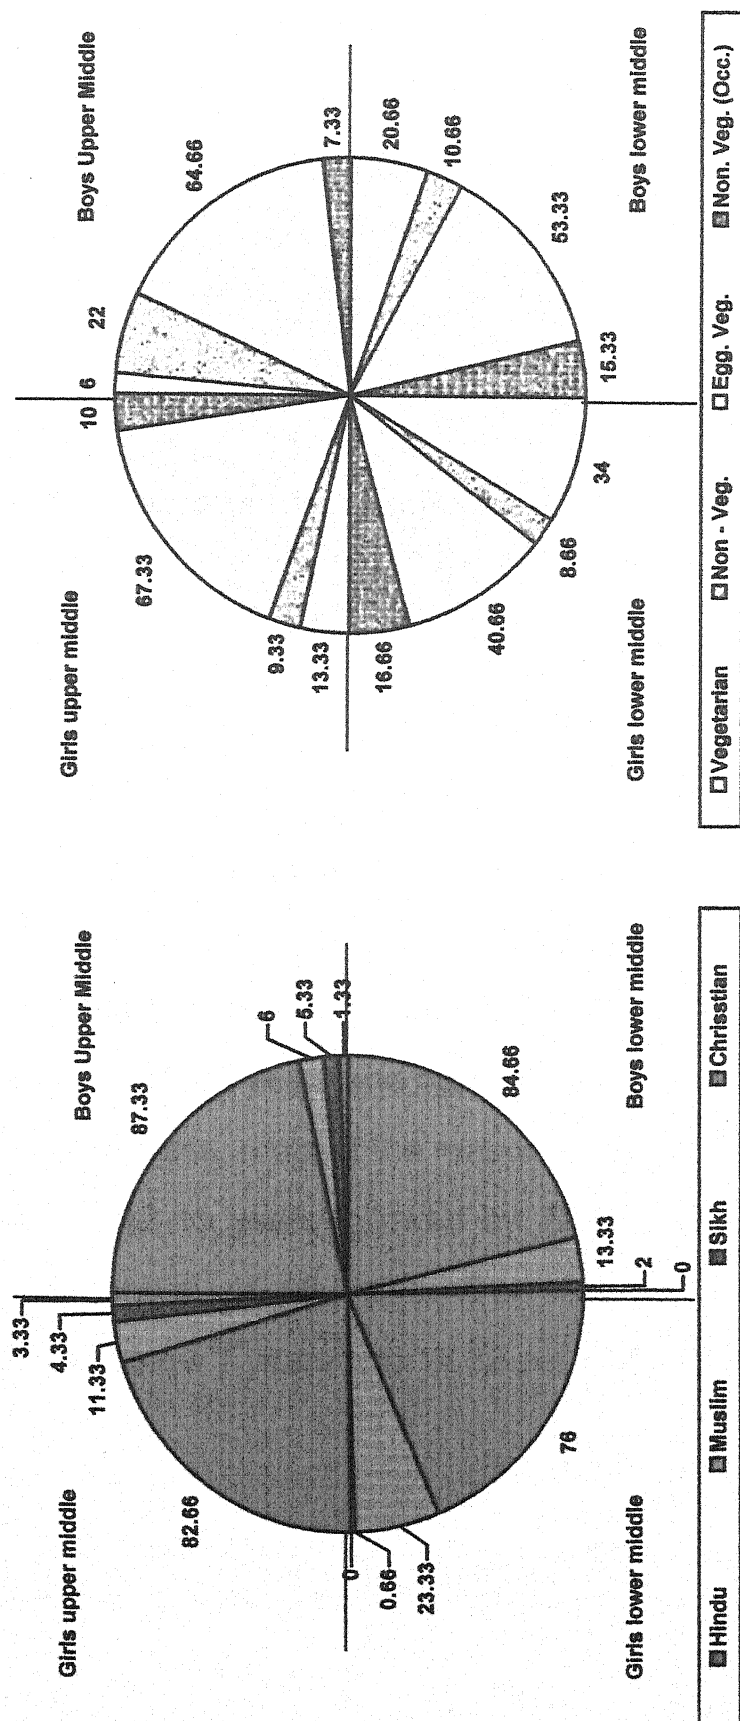 Girls upper middle
Boys Upper Middle
3.33
4.33
11.33
87.33
6
5.33
1.33
82.66
0
0.66
23.33
76
84.66
13.33
2
0
Girls lower middle
Boys lower middle
Hindu Muslim Sikh Chrisstian
Girls upper middle
Boys Upper Middle
10 6 22
64.66
7.33
67.33
9.33
13.33
16.66
40.66
8.66
34
20.66
10.66
53.33
15.33
Girls lower middle
Boys lower middle
Vegetarian Non - Veg. Egg. Veg. Non. Veg. (Occ.)